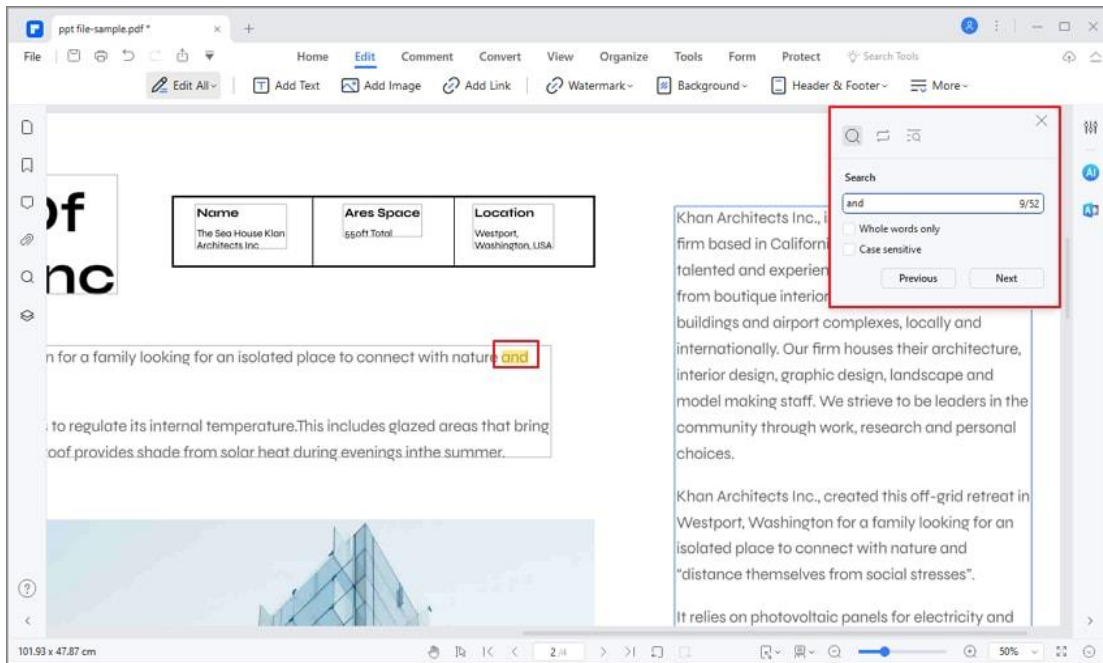 ppt file-sample.pdf *
File
Home Edit Comment Convert View Organize Tools Form Protect Search Tools
Edit All Add Text Add Image Add Link Watermark Background Header & Footer More
Search
and 9/52
Whole words only
Case sensitive
Previous Next
Of
nc
Name
The Sea House Klan
Architects Inc
Ares Space
550ft Total
Location
Westport,
Washington, USA
n for a family looking for an isolated place to connect with nature and
to regulate its internal temperature.This includes glazed areas that bring
oof provides shade from solar heat during evenings inthe summer.
Khan Architects Inc., i
firm based in Californi
talented and experien
from boutique interior
buildings and airport complexes, locally and
internationally. Our firm houses their architecture,
interior design, graphic design, landscape and
model making staff. We strieve to be leaders in the
community through work, research and personal
choices.
Khan Architects Inc., created this off-grid retreat in
Westport, Washington for a family looking for an
isolated place to connect with nature and
“distance themselves from social stresses”.
It relies on photovoltaic panels for electricity and
AI
101.93 x 47.87 cm
2 /4
50%